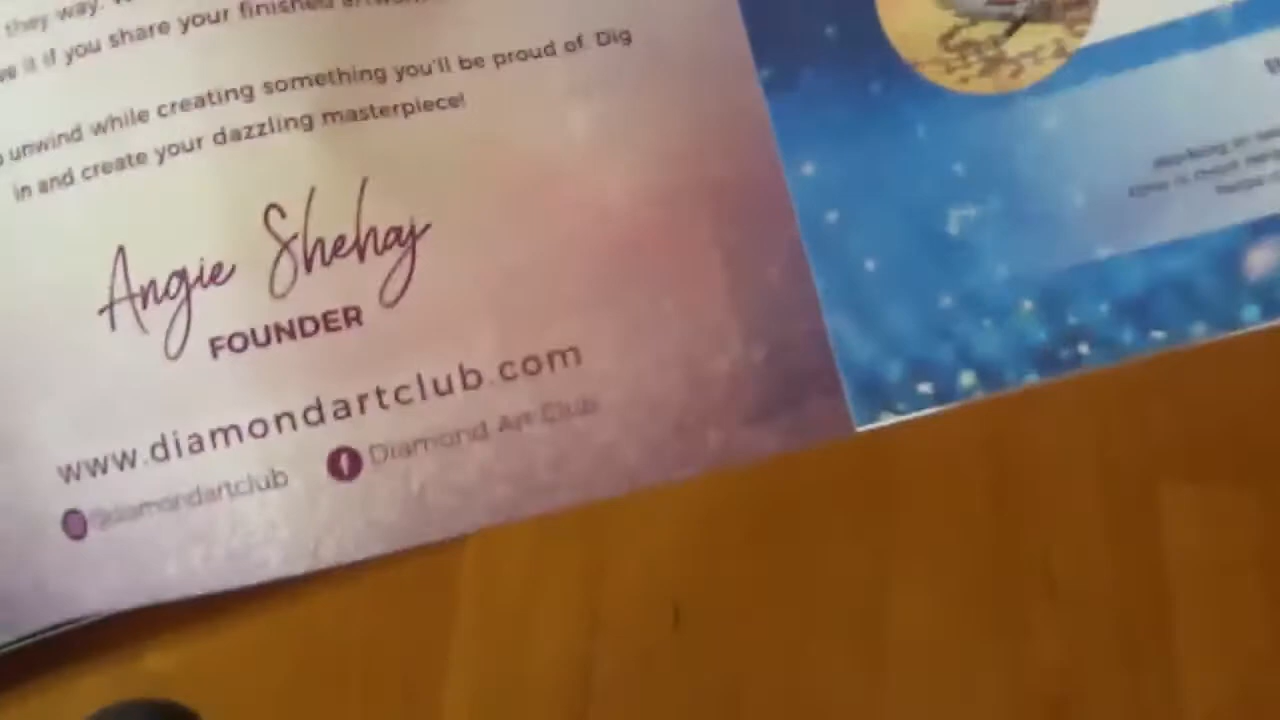 they way.
if you share your finished
unwind while creating something you'll be proud of. Dig
in and create your dazzling masterpiece!
Angie Shehaj
FOUNDER
www.diamondartclub.com
@diamondartclub Diamond Art Club